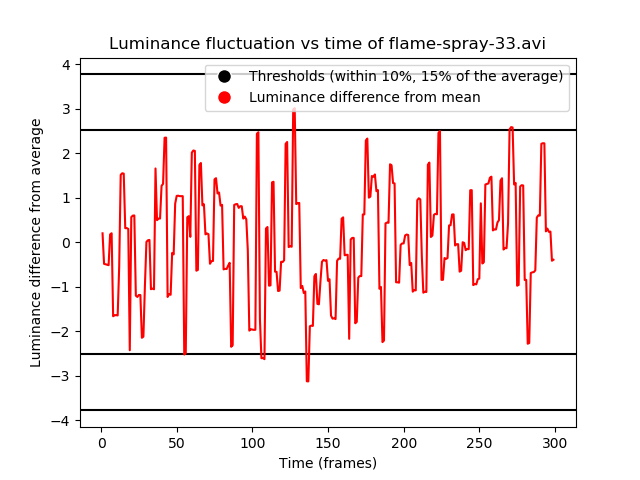 Luminance fluctuation vs time of flame-spray-33.avi
Thresholds (within 10%, 15% of the average)
Luminance difference from mean
Luminance difference from average
4
3
2
1
0
−1
−2
−3
−4
0 50 100 150 200 250 300
Time (frames)